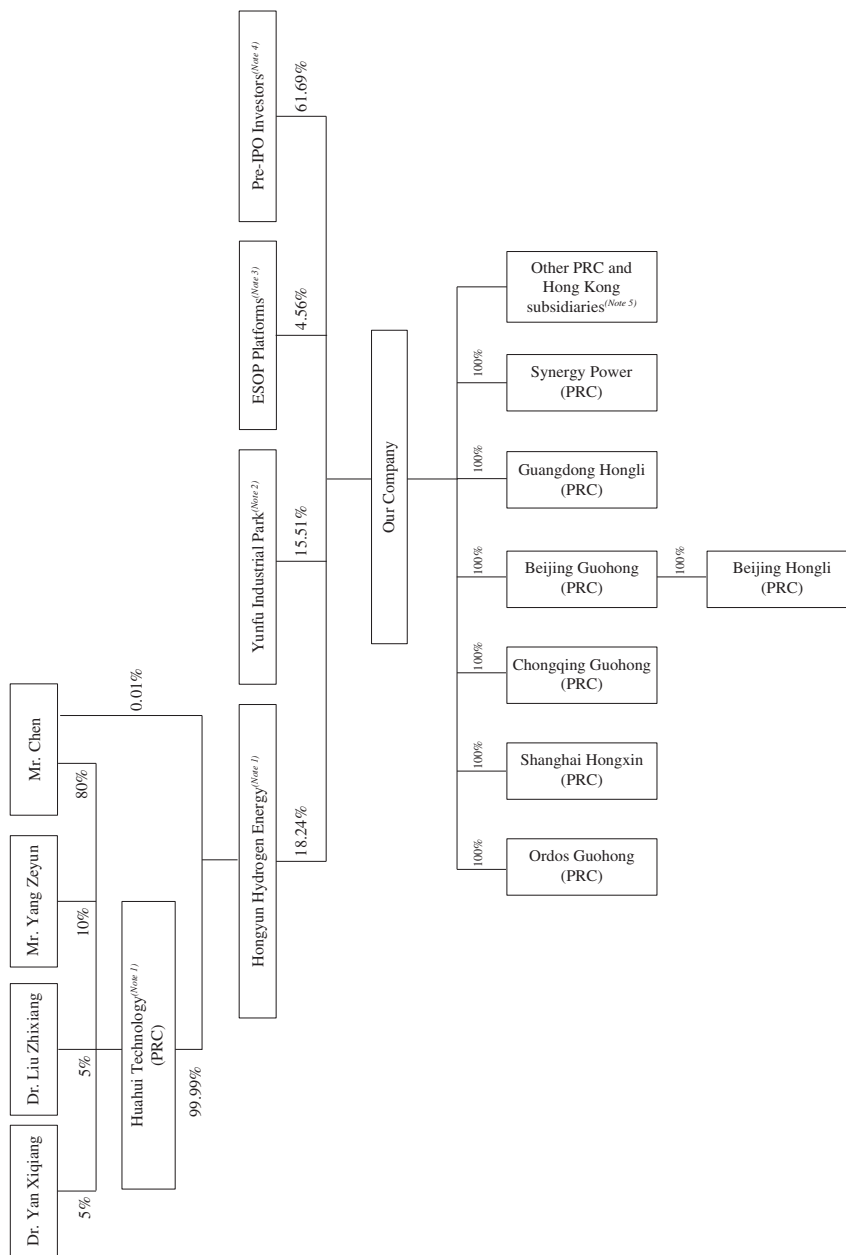 Dr. Yan Xiqiang
Dr. Liu Zhixiang
Mr. Yang Zeyun
Mr. Chen
5%
5%
10%
80%
0.01%
Huahui Technology(Note 1)
(PRC)
99.99%
Hongyun Hydrogen Energy(Note 1)
Yunfu Industrial Park(Note 2)
ESOP Platforms(Note 3)
Pre-IPO Investors(Note 4)
18.24%
15.51%
4.56%
61.69%
Our Company
100%
100%
100%
100%
100%
100%
Ordos Guohong
(PRC)
Shanghai Hongxin
(PRC)
Chongqing Guohong
(PRC)
Beijing Guohong
(PRC)
Guangdong Hongli
(PRC)
Synergy Power
(PRC)
Other PRC and
Hong Kong
subsidiaries(Note 5)
100%
Beijing Hongli
(PRC)